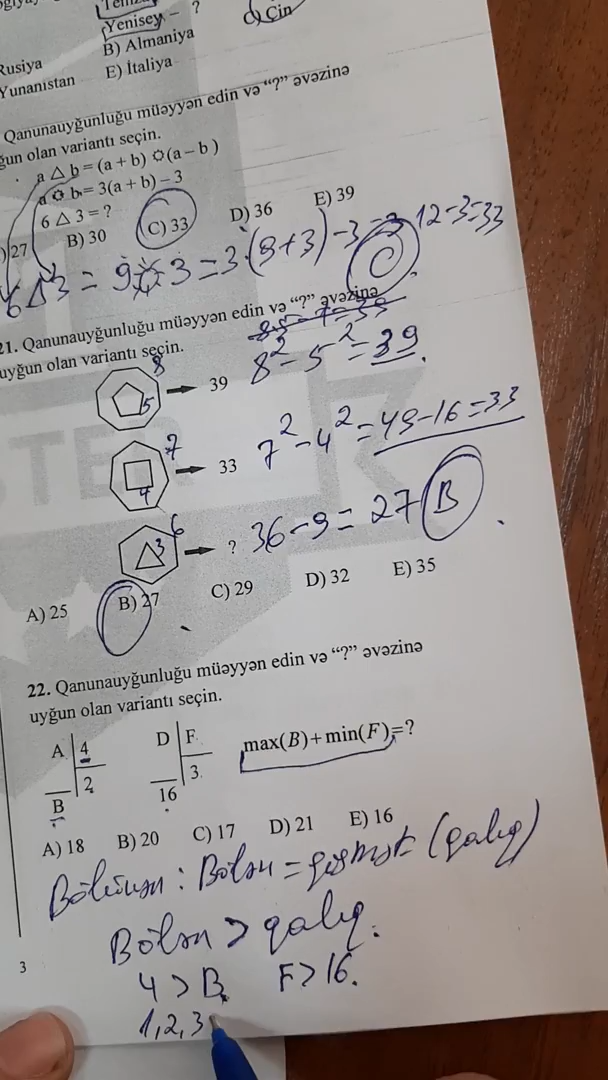 Yenisey – ?
Rusiya
B) Almaniya
Çin
Yunanıstan
E) İtaliya
Qanunauyğunluğu müəyyən edin və “?” əvəzinə
ğun olan variantı seçin.
a △ b = (a + b) ✩ (a – b)
a ✩ b = 3(a + b) – 3
6 △ 3 = ?
27 B) 30 C) 33 D) 36 E) 39
6△3 = 9✩3 = 3·(9+3)-3=3·12-3=33
C
21. Qanunauyğunluğu müəyyən edin və “?” əvəzinə
uyğun olan variantı seçin.
8
5
39
8² - 5² = 39.
7
4
33
7² - 4² = 49-16=33
6
3
?
36-9 = 27 B
A) 25 B) 27 C) 29 D) 32 E) 35
22. Qanunauyğunluğu müəyyən edin və “?” əvəzinə
uyğun olan variantı seçin.
A 4
B 2
D F
16 3
max(B)+min(F)=?
A) 18 B) 20 C) 17 D) 21 E) 16
Bölünən : Bölən = qismət (qalıq)
Bölən > qalıq.
4 > B F > 16.
1, 2, 3
3